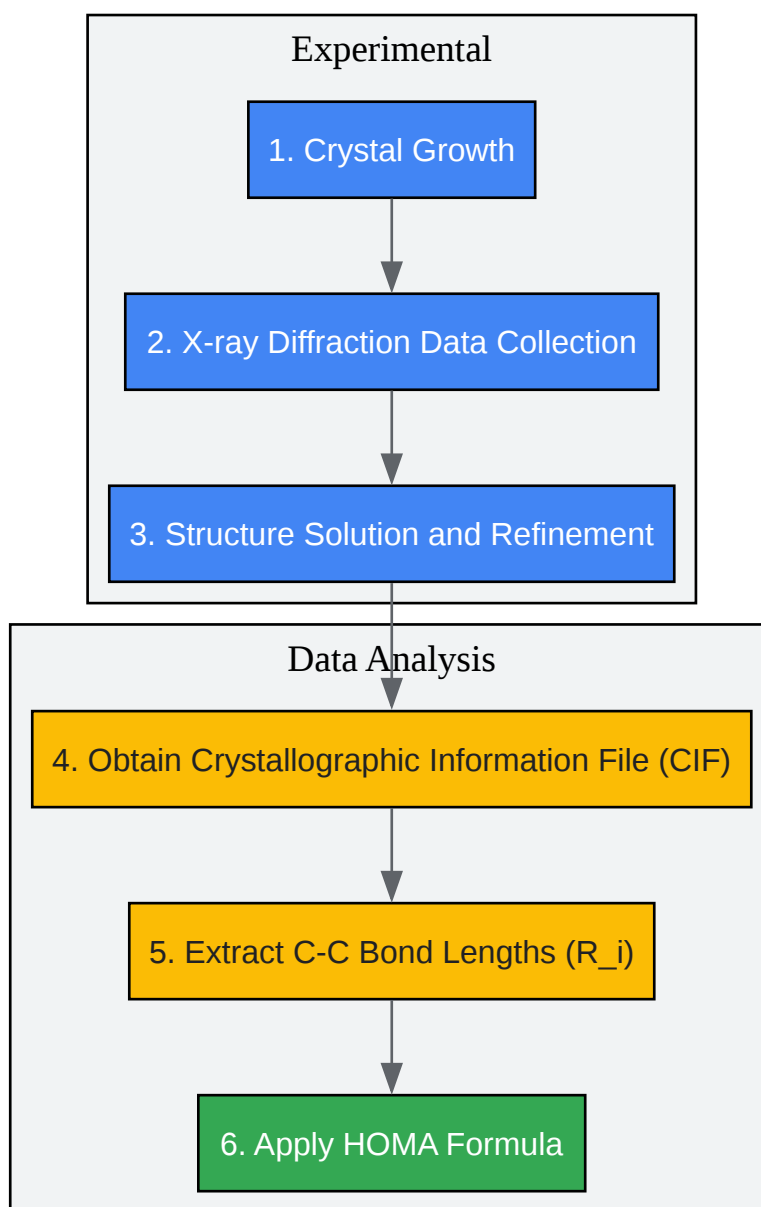 Experimental
1. Crystal Growth
2. X-ray Diffraction Data Collection
3. Structure Solution and Refinement
Data Analysis
4. Obtain Crystallographic Information File (CIF)
5. Extract C-C Bond Lengths (R_i)
6. Apply HOMA Formula